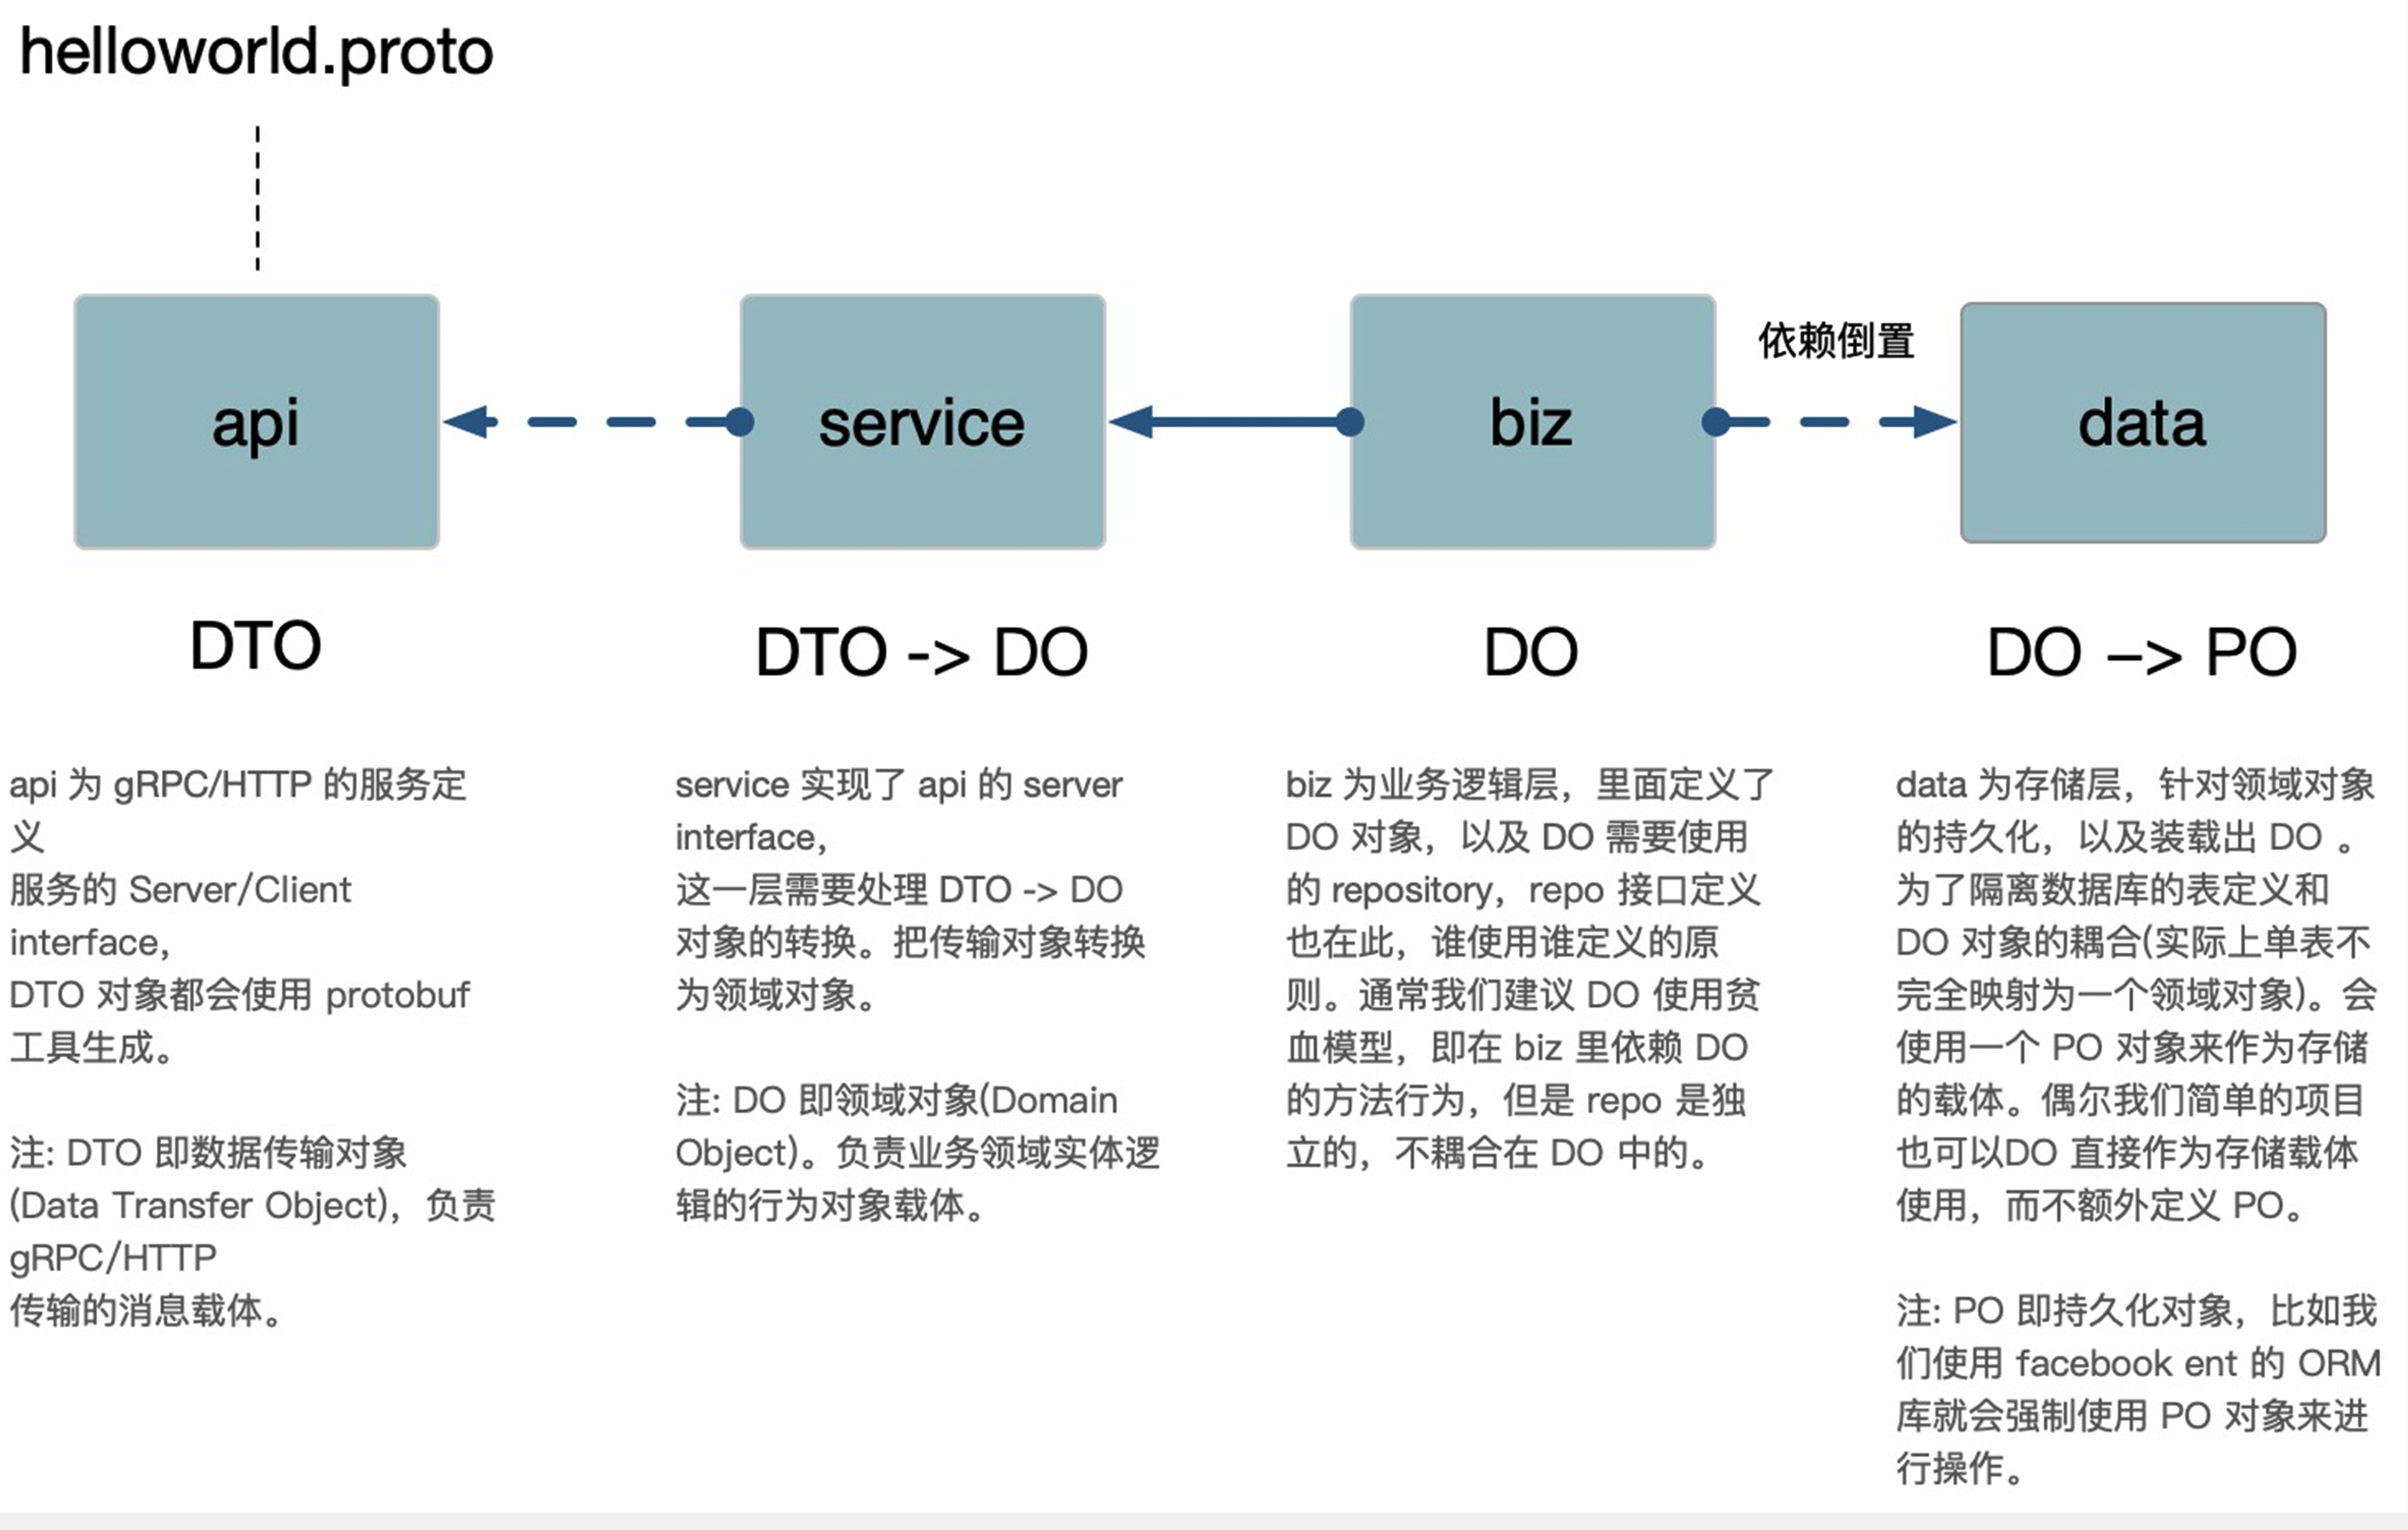 helloworld.proto
api
service
biz
依赖倒置
data
DTO
DTO -> DO
DO
DO –> PO
api 为 gRPC/HTTP 的服务定
义
服务的 Server/Client
interface，
DTO 对象都会使用 protobuf
工具生成。
注: DTO 即数据传输对象
(Data Transfer Object)，负责
gRPC/HTTP
传输的消息载体。
service 实现了 api 的 server
interface，
这一层需要处理 DTO -> DO
对象的转换。把传输对象转换
为领域对象。
注: DO 即领域对象(Domain
Object)。负责业务领域实体逻
辑的行为对象载体。
biz 为业务逻辑层，里面定义了
DO 对象，以及 DO 需要使用
的 repository，repo 接口定义
也在此，谁使用谁定义的原
则。通常我们建议 DO 使用贫
血模型，即在 biz 里依赖 DO
的方法行为，但是 repo 是独
立的，不耦合在 DO 中的。
data 为存储层，针对领域对象
的持久化，以及装载出 DO 。
为了隔离数据库的表定义和
DO 对象的耦合(实际上单表不
完全映射为一个领域对象)。会
使用一个 PO 对象来作为存储
的载体。偶尔我们简单的项目
也可以DO 直接作为存储载体
使用，而不额外定义 PO。
注: PO 即持久化对象，比如我
们使用 facebook ent 的 ORM
库就会强制使用 PO 对象来进
行操作。